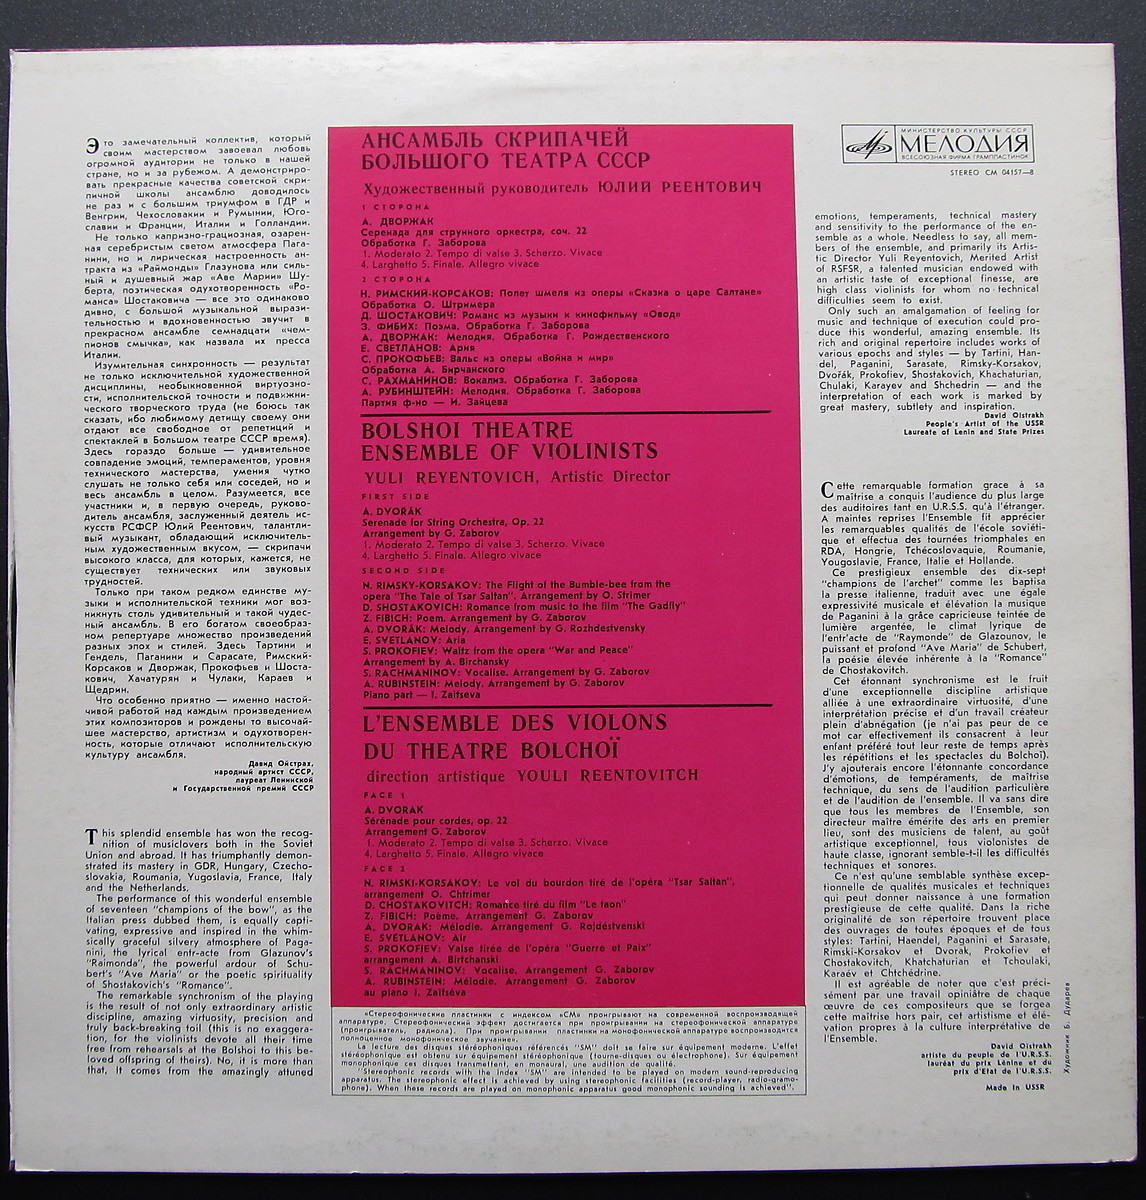 Это замечательный коллектив, который
своим мастерством завоевал любовь
огромной аудитории не только в нашей
стране, но и за рубежом. А демонстриро-
вать прекрасные качества советской скри-
пичной школы ансамблю доводилось
не раз и с большим триумфом в ГДР и
Венгрии, Чехословакии и Румынии, Юго-
славии и Франции, Италии и Голландии.
Не только капризно-грациозная, озарен-
ная серебристым светом атмосфера Пага-
нини, но и лирическая настроенность ан-
тракта из «Раймонды» Глазунова или силь-
ный и душевный жар «Аве Марии» Шу-
берта, поэтическая одухотворенность «Ро-
манса» Шостаковича — все это одинаково
дивно, с большой музыкальной вырази-
тельностью и вдохновенностью звучит в
прекрасном ансамбле семнадцати «чем-
пионов смычка», как назвала их пресса
Италии.
Изумительная синхронность — результат
не только исключительной художественной
дисциплины, необыкновенной виртуозно-
сти, исполнительской точности и подвижни-
ческого творческого труда (не боюсь так
сказать, ибо любимому детищу своему они
отдают все свободное от репетиций и
спектаклей в Большом театре СССР время).
Здесь гораздо больше — удивительное
совпадение эмоций, темпераментов, уровня
технического мастерства, умения чутко
слушать не только себя или соседей, но и
весь ансамбль в целом. Разумеется, все
участники и, в первую очередь, руково-
дитель ансамбля, заслуженный деятель ис-
кусств РСФСР Юлий Реентович, талантли-
вый музыкант, обладающий исключитель-
ным художественным вкусом, — скрипачи
высокого класса, для которых, кажется, не
существует технических или звуковых
трудностей.
Только при таком редком единстве му-
зыки и исполнительской техники мог воз-
никнуть столь удивительный и такой чудес-
ный ансамбль. В его богатом своеобраз-
ном репертуаре множество произведений
разных эпох и стилей. Здесь Тартини и
Гендель, Паганини и Сарасате, Римский-
Корсаков и Дворжак, Прокофьев и Шоста-
кович, Хачатурян и Чулаки, Караев и
Щедрин.
Что особенно приятно — именно настой-
чивой работой над каждым произведением
этих композиторов и рождены то высочай-
шее мастерство, артистизм и одухотворен-
ность, которые отличают исполнительскую
культуру ансамбля.
Давид Ойстрах,
народный артист СССР,
лауреат Ленинской
и Государственной премий СССР
This splendid ensemble has won the recog-
nition of musiclovers both in the Soviet
Union and abroad. It has triumphantly demon-
strated its mastery in GDR, Hungary, Czecho-
slovakia, Roumania, Yugoslavia, France, Italy
and the Netherlands.
The performance of this wonderful ensemble
of seventeen "champions of the bow", as the
Italian press dubbed them, is equally capti-
vating, expressive and inspired in the whim-
sically graceful silvery atmosphere of Paga-
nini, the lyrical entr-acte from Glazunov's
"Raimonda", the powerful ardour of Schu-
bert's "Ave Maria" or the poetic spirituality
of Shostakovich's "Romance".
The remarkable synchronism of the playing
is the result of not only extraordinary artistic
discipline, amazing virtuosity, precision and
truly back-breaking toil (this is no exaggera-
tion, for the violinists devote all their time
free from rehearsals at the Bolshoi to this be-
loved offspring of theirs). No, it is more than
that. It comes from the amazingly attuned
АНСАМБЛЬ СКРИПАЧЕЙ
БОЛЬШОГО ТЕАТРА СССР
Художественный руководитель ЮЛИЙ РЕЕНТОВИЧ
1 СТОРОНА
А. ДВОРЖАК
Серенада для струнного оркестра, соч. 22
Обработка Г. Заборова
1. Moderato 2. Tempo di valse 3. Scherzo. Vivace
4. Larghetto 5. Finale. Allegro vivace
2 СТОРОНА
Н. РИМСКИЙ-КОРСАКОВ: Полет шмеля из оперы «Сказка о царе Салтане»
Обработка О. Штримера
Д. ШОСТАКОВИЧ: Романс из музыки к кинофильму «Овод»
З. ФИБИХ: Поэма. Обработка Г. Заборова
А. ДВОРЖАК: Мелодия. Обработка Г. Рождественского
Е. СВЕТЛАНОВ: Ария
С. ПРОКОФЬЕВ: Вальс из оперы «Война и мир»
Обработка А. Бирчанского
С. РАХМАНИНОВ: Вокализ. Обработка Г. Заборова
А. РУБИНШТЕЙН: Мелодия. Обработка Г. Заборова
Партия ф-но — И. Зайцева
BOLSHOI THEATRE
ENSEMBLE OF VIOLINISTS
YULI REYENTOVICH, Artistic Director
FIRST SIDE
A. DVOŘÁK
Serenade for String Orchestra, Op. 22
Arrangement by G. Zaborov
1. Moderato 2. Tempo di valse 3. Scherzo. Vivace
4. Larghetto 5. Finale. Allegro vivace
SECOND SIDE
N. RIMSKY-KORSAKOV: The Flight of the Bumble-bee from the
opera "The Tale of Tsar Saltan". Arrangement by O. Strimer
D. SHOSTAKOVICH: Romance from music to the film "The Gadfly"
Z. FIBICH: Poem. Arrangement by G. Zaborov
A. DVOŘÁK: Melody. Arrangement by G. Rozhdestvensky
E. SVETLANOV: Aria
S. PROKOFIEV: Waltz from the opera "War and Peace"
Arrangement by A. Birchansky
S. RACHMANINOV: Vocalise. Arrangement by G. Zaborov
A. RUBINSTEIN: Melody. Arrangement by G. Zaborov
Piano part — I. Zaitseva
L'ENSEMBLE DES VIOLONS
DU THEATRE BOLCHOÏ
direction artistique YOULI REENTOVITCH
FACE 1
A. DVORAK
Sérénade pour cordes, op. 22
Arrangement G. Zaborov
1. Moderato 2. Tempo di valse 3. Scherzo. Vivace
4. Larghetto 5. Finale. Allegro vivace
FACE 2
N. RIMSKI-KORSAKOV: Le vol du bourdon tiré de l'opéra "Tsar Saltan",
arrangement O. Chtrimer
D. CHOSTAKOVITCH: Romance tiré du film "Le taon"
Z. FIBICH: Poème. Arrangement G. Zaborov
A. DVORAK: Mélodie. Arrangement G. Rojdéstvenski
E. SVETLANOV: Air
S. PROKOFIEV: Valse tirée de l'opéra "Guerre et Paix"
arrangement A. Birtchanski
S. RACHMANINOV: Vocalise. Arrangement G. Zaborov
A. RUBINSTEIN: Mélodie. Arrangement G. Zaborov
au piano I. Zaitséva
«Стереофонические пластинки с индексом «СМ» проигрывают на современной воспроизводящей
аппаратуре. Стереофонический эффект достигается при проигрывании на стереофонической аппаратуре
(проигрыватель, радиола). При проигрывании пластинки на монофонической аппаратуре воспроизводится
полноценное монофоническое звучание».
La lecture des disques stéréophoniques référencés "SM" doit se faire sur équipement moderne. L'effet
stéréophonique est obtenu sur équipement stéréophonique (tourne-disques ou électrophone). Sur équipement
monophonique ces disques transmettent, en monaural, une audition de qualité.
"Stereophonic records with the Index "SM" are intended to be played on modern sound-reproducing
apparatus. The stereophonic effect is achieved by using stereophonic facilities (record-player, radio-gramo-
phone). When these records are played on monophonic apparatus good monophonic sounding is achieved".
МИНИСТЕРСТВО КУЛЬТУРЫ СССР
МЕЛОДИЯ
ВСЕСОЮЗНАЯ ФИРМА ГРАМПЛАСТИНОК
STEREO СМ 04157—8
emotions, temperaments, technical mastery
and sensitivity to the performance of the en-
semble as a whole. Needless to say, all mem-
bers of the ensemble, and primarily its Artis-
tic Director Yuli Reyentovich, Merited Artist
of RSFSR, a talented musician endowed with
an artistic taste of exceptional finesse, are
high class violinists for whom no technical
difficulties seem to exist.
Only such an amalgamation of feeling for
music and technique of execution could pro-
duce this wonderful, amazing ensemble. Its
rich and original repertoire includes works of
various epochs and styles — by Tartini, Han-
del, Paganini, Sarasate, Rimsky-Korsakov,
Dvořák, Prokofiev, Shostakovich, Khachaturian,
Chulaki, Karayev and Shchedrin — and the
interpretation of each work is marked by
great mastery, subtlety and inspiration.
David Oistrakh
People's Artist of the USSR
Laureate of Lenin and State Prizes
Cette remarquable formation grace à sa
maîtrise a conquis l'audience du plus large
des auditoires tant en U.R.S.S. qu'à l'étranger.
A maintes reprises l'Ensemble fit apprécier
les remarquables qualités de l'école soviéti-
que et effectua des tournées triomphales en
RDA, Hongrie, Tchécoslovaquie, Roumanie,
Yougoslavie, France, Italie et Hollande.
Ce prestigieux ensemble des dix-sept
"champions de l'archet" comme les baptisa
la presse italienne, traduit avec une égale
expressivité musicale et élévation la musique
de Paganini à la grâce capricieuse teintée de
lumière argentée, le climat lyrique de
l'entr'acte de "Raymonde" de Glazounov, le
puissant et profond "Ave Maria" de Schubert,
la poésie élevée inhérente à la "Romance"
de Chostakovitch.
Cet étonnant synchronisme est le fruit
d'une exceptionnelle discipline artistique
alliée à une extraordinaire virtuosité, d'une
interprétation précise et d'un travail créateur
plein d'abnégation (je n'ai pas peur de ce
mot car effectivement ils consacrent à leur
enfant préféré tout leur reste de temps après
les répétitions et les spectacles du Bolchoï).
J'y ajouterais encore l'étonnante concordance
d'émotions, de tempéraments, de maîtrise
technique, du sens de l'audition particulière
et de l'audition de l'ensemble. Il va sans dire
que tous les membres de l'Ensemble, son
directeur maître émérite des arts en premier
lieu, sont des musiciens de talent, au goût
artistique exceptionnel, tous violonistes de
haute classe, ignorant semble-t-il les difficultés
techniques et sonores.
Ce n'est qu'une semblable synthèse excep-
tionnelle de qualités musicales et techniques
qui peut donner naissance à une formation
prestigieuse de cette qualité. Dans la riche
originalité de son répertoire trouvent place
des ouvrages de toutes époques et de tous
styles: Tartini, Haendel, Paganini et Sarasate,
Rimski-Korsakov et Dvorak, Prokofiev et
Chostakovitch, Khatchaturian et Tchoulaki,
Karaév et Chtchédrine.
Il est agréable de noter que c'est préci-
sément par un travail opiniâtre de chaque
œuvre de ces compositeurs que se forgea
cette maîtrise hors pair, cet artistisme et élé-
vation propres à la culture interprétative de
l'Ensemble.
David Oistrakh
artiste du peuple de l'U.R.S.S.
lauréat du prix Lénine et du
prix d'Etat de l'U.R.S.S.
Made in USSR
Художник Б. Дударев